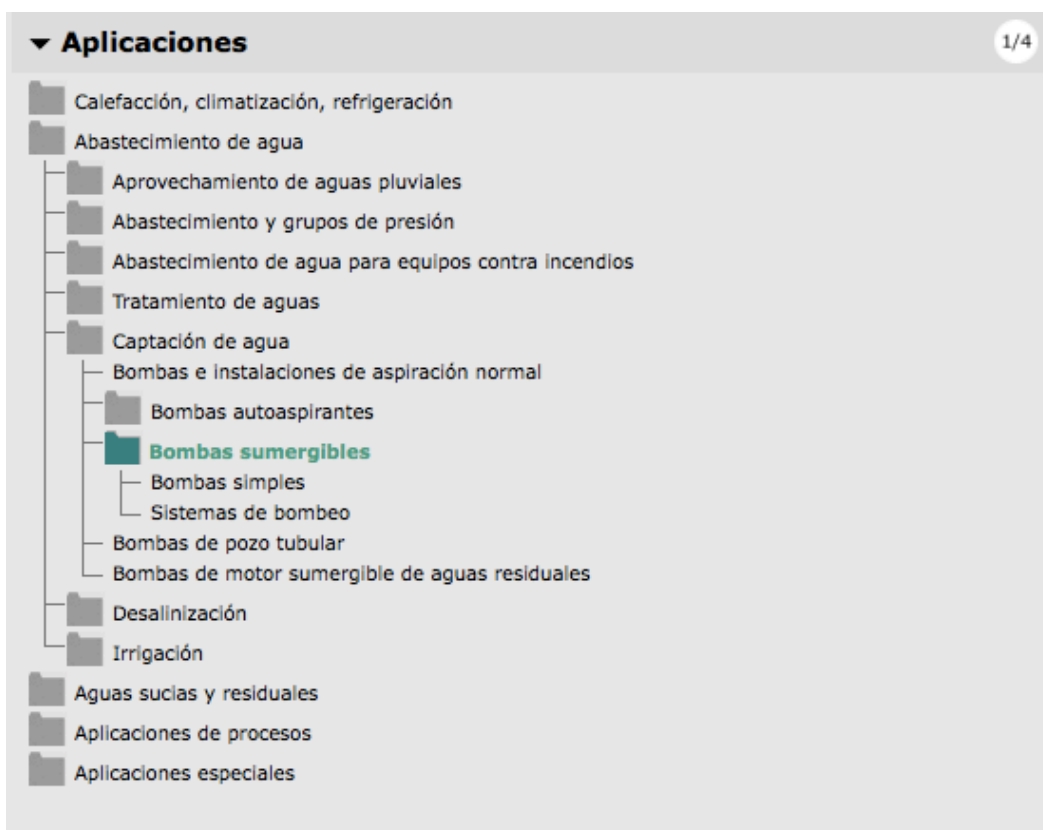 Aplicaciones
1/4
Calefacción, climatización, refrigeración
Abastecimiento de agua
Aprovechamiento de aguas pluviales
Abastecimiento y grupos de presión
Abastecimiento de agua para equipos contra incendios
Tratamiento de aguas
Captación de agua
Bombas e instalaciones de aspiración normal
Bombas autoaspirantes
Bombas sumergibles
Bombas simples
Sistemas de bombeo
Bombas de pozo tubular
Bombas de motor sumergible de aguas residuales
Desalinización
Irrigación
Aguas sucias y residuales
Aplicaciones de procesos
Aplicaciones especiales